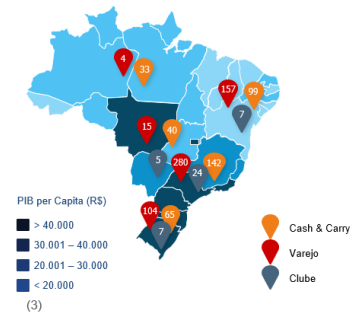 4
33
157
99
7
15
40
5
280
142
24
104
65
7
PIB per Capita (R$)
> 40.000
30.001 – 40.000
20.001 – 30.000
< 20.000
(3)
Cash & Carry
Varejo
Clube